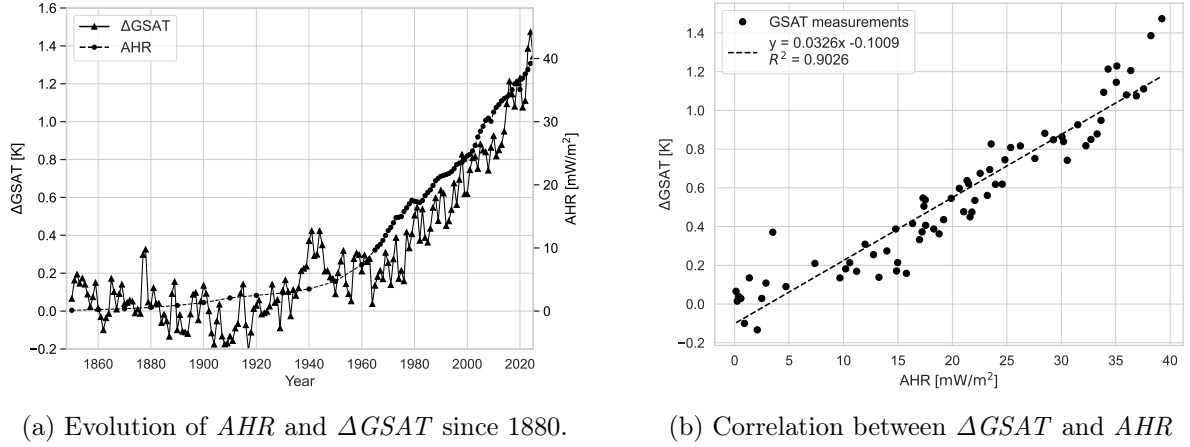 1.6
1.4
1.2
1.0
0.8
0.6
0.4
0.2
0.0
−0.2
ΔGSAT [K]
ΔGSAT
AHR
40
30
20
10
0
AHR [mW/m²]
1860 1880 1900 1920 1940 1960 1980 2000 2020
Year
(a) Evolution of AHR and ΔGSAT since 1880.
1.4
1.2
1.0
0.8
0.6
0.4
0.2
0.0
−0.2
ΔGSAT [K]
GSAT measurements
y = 0.0326x -0.1009
R² = 0.9026
0 5 10 15 20 25 30 35 40
AHR [mW/m²]
(b) Correlation between ΔGSAT and AHR